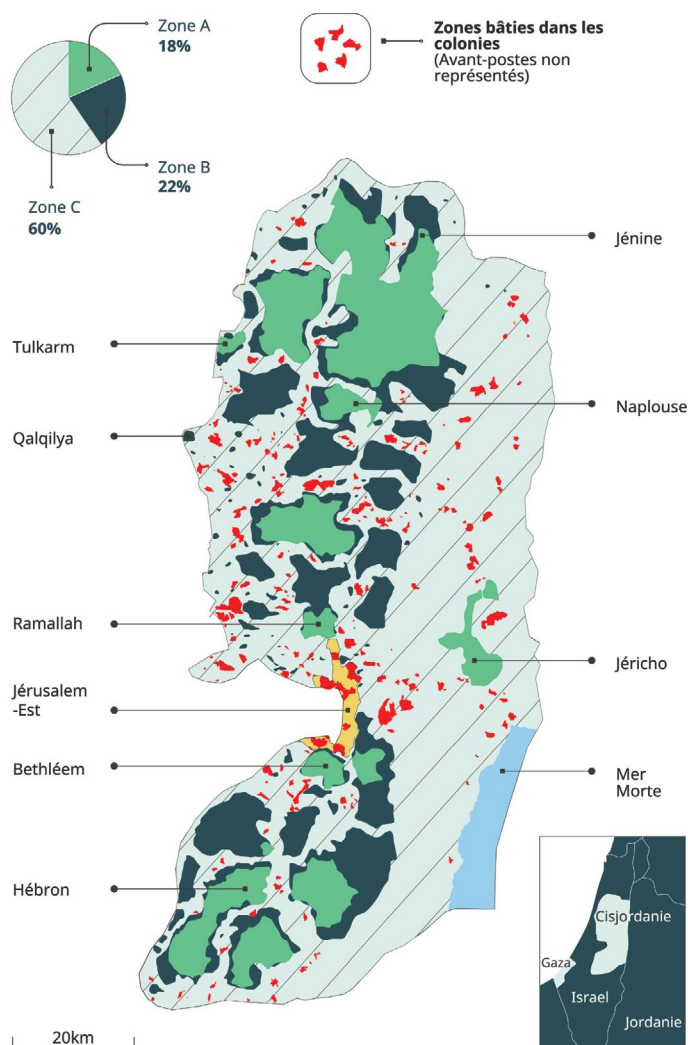 Zone A
18%
Zone B
22%
Zone C
60%
Zones bâties dans les
colonies
(Avant-postes non
représentés)
Jénine
Tulkarm
Naplouse
Qalqilya
Ramallah
Jéricho
Jérusalem
-Est
Bethléem
Mer
Morte
Hébron
Cisjordanie
Gaza
Israel
Jordanie
20km